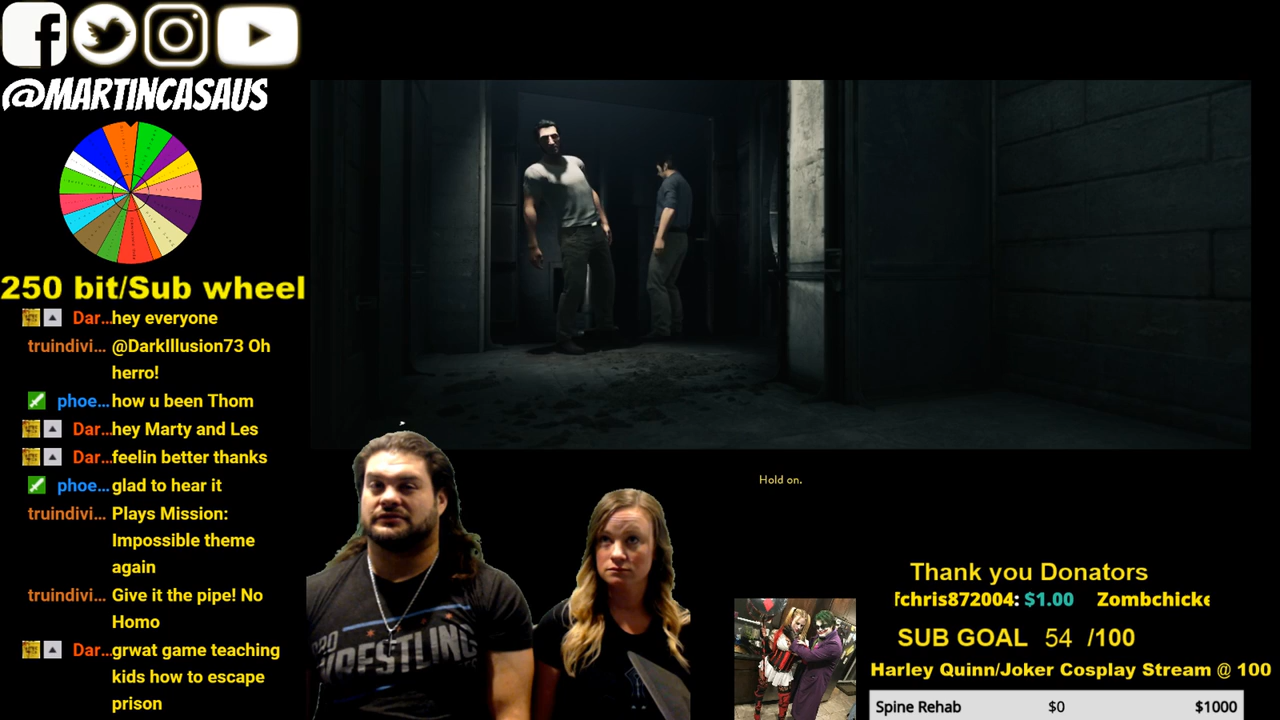 @MARTINCASAUS
250 bit/Sub wheel
Dar...hey everyone
truindivi... @DarkIllusion73 Oh
herro!
phoe...how u been Thom
Dar...hey Marty and Les
Dar...feelin better thanks
phoe...glad to hear it
truindivi... Plays Mission:
Impossible theme
again
truindivi... Give it the pipe! No
Homo
Dar...grwat game teaching
kids how to escape
prison
Hold on.
WRESTLING
Thank you Donators
fchris872004: $1.00 Zombchicke
SUB GOAL 54 /100
Harley Quinn/Joker Cosplay Stream @ 100
Spine Rehab $0 $1000